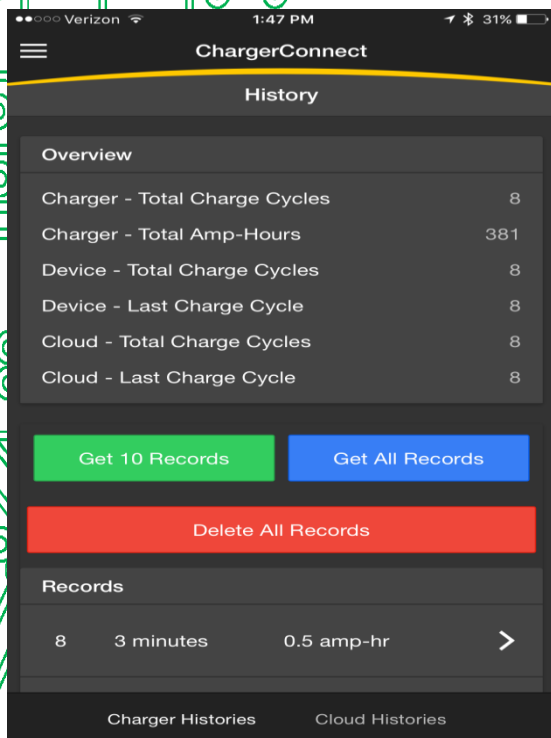 Verizon 1:47 PM 31%
ChargerConnect
History
Overview
Charger - Total Charge Cycles 8
Charger - Total Amp-Hours 381
Device - Total Charge Cycles 8
Device - Last Charge Cycle 8
Cloud - Total Charge Cycles 8
Cloud - Last Charge Cycle 8
Get 10 Records Get All Records
Delete All Records
Records
8 3 minutes 0.5 amp-hr
Charger Histories Cloud Histories